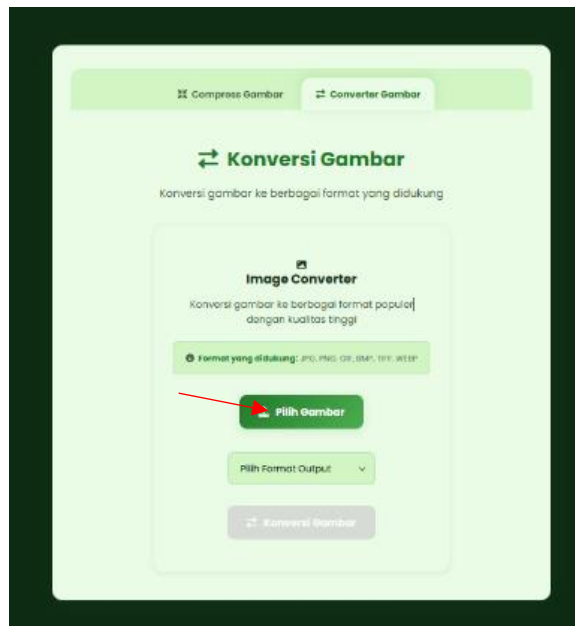 Compress Gambar
Converter Gambar
Konversi Gambar
Konversi gambar ke berbagai format yang didukung
Image Converter
Konversi gambar ke berbagai format populer
dengan kualitas tinggi
Format yang didukung: JPG, PNG, GIF, BMP, TIFF, WEBP
Pilih Gambar
Pilih Format Output
Konversi Gambar